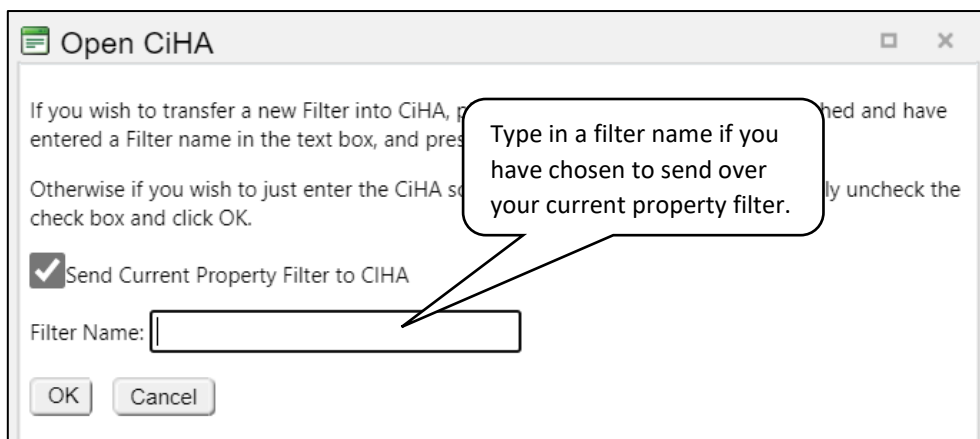 Open CiHA
If you wish to transfer a new Filter into CiHA, hed and have
entered a Filter name in the text box, and
Otherwise if you wish to just enter the CiHA uncheck the
check box and click OK.
Type in a filter name if you
have chosen to send over
your current property filter.
Send Current Property Filter to CIHA
Filter Name:
OK Cancel